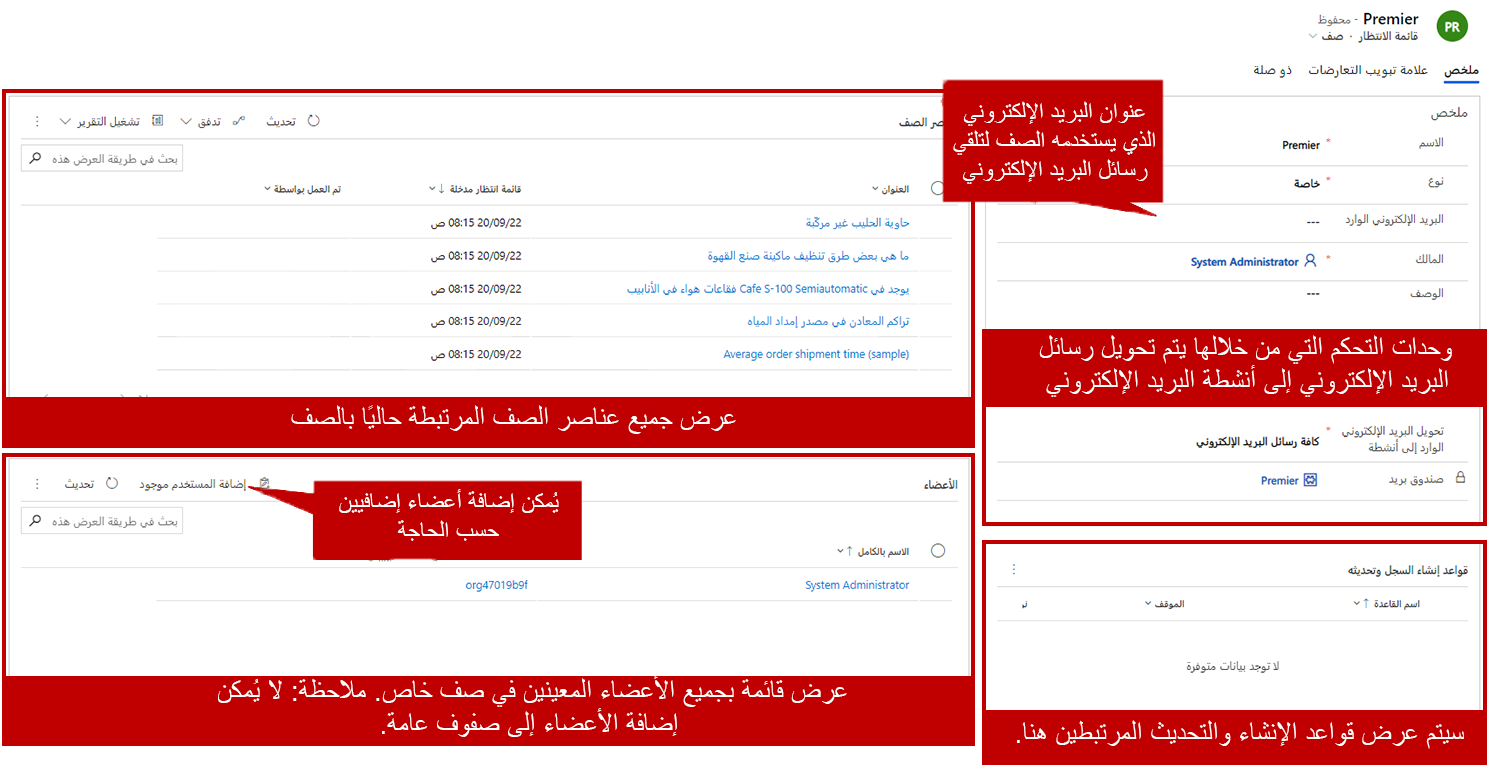 Premier - محفوظ
PR
قائمة الانتظار · صف
ملخص
علامة تبويب التعارضات
ذو صلة
ملخص
الاسم * Premier
نوع * خاصة
البريد الإلكتروني الوارد ---
المالك * System Administrator
الوصف ---
عنوان البريد الإلكتروني
الذي يستخدمه الصف لتلقي
رسائل البريد الإلكتروني
وحدات التحكم التي من خلالها يتم تحويل رسائل
البريد الإلكتروني إلى أنشطة البريد الإلكتروني
تحويل البريد الإلكتروني
الوارد إلى أنشطة
* كافة رسائل البريد الإلكتروني
صندوق بريد Premier
قواعد إنشاء السجل وتحديثه
اسم القاعدة ↑
الموقف
لا توجد بيانات متوفرة
سيتم عرض قواعد الإنشاء والتحديث المرتبطين هنا.
الصف
تحديث
تدفق
تشغيل التقرير
بحث في طريقة العرض هذه
العنوان
قائمة انتظار مدخلة ↓
تم العمل بواسطة
حاوية الحليب غير مركّبة
20/09/22 08:15 ص
ما هي بعض طرق تنظيف ماكينة صنع القهوة
20/09/22 08:15 ص
يوجد في Cafe S-100 Semiautomatic فقاعات هواء في الأنابيب
20/09/22 08:15 ص
تراكم المعادن في مصدر إمداد المياه
20/09/22 08:15 ص
Average order shipment time (sample)
20/09/22 08:15 ص
عرض جميع عناصر الصف المرتبطة حاليًا بالصف
الأعضاء
إضافة المستخدم موجود
تحديث
يُمكن إضافة أعضاء إضافيين
حسب الحاجة
بحث في طريقة العرض هذه
الاسم بالكامل ↑
System Administrator
org47019b9f
عرض قائمة بجميع الأعضاء المعينين في صف خاص. ملاحظة: لا يُمكن
إضافة الأعضاء إلى صفوف عامة.